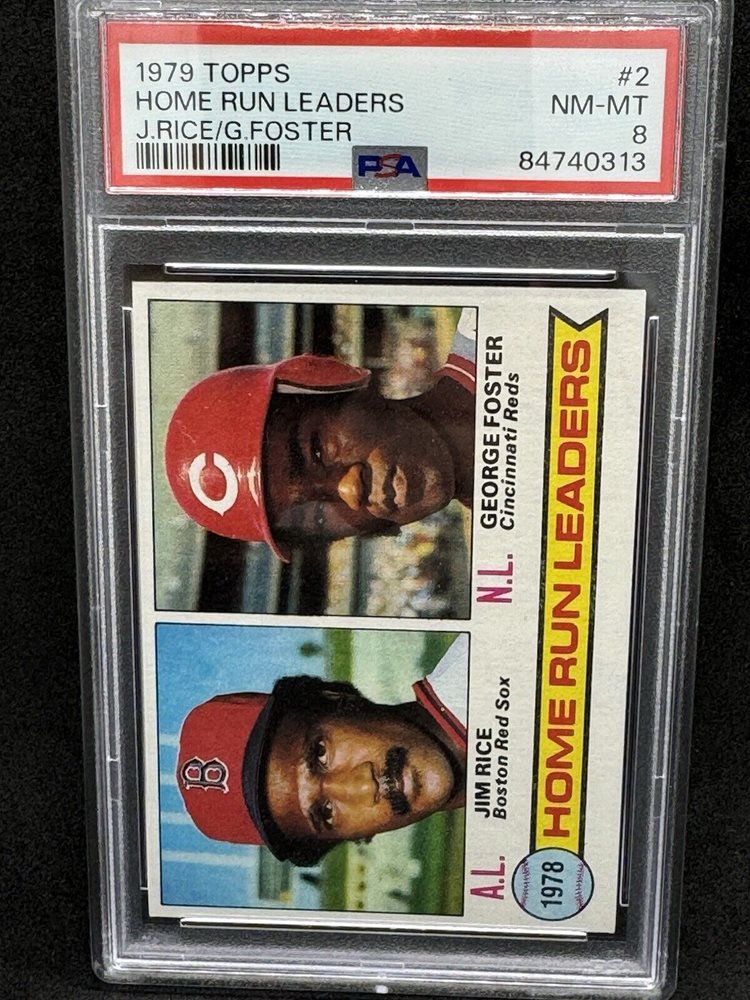 1979 TOPPS #2
HOME RUN LEADERS NM-MT
J.RICE/G.FOSTER 8
PSA 84740313
C
B
A.L. JIM RICE
Boston Red Sox
N.L. GEORGE FOSTER
Cincinnati Reds
1978 HOME RUN LEADERS